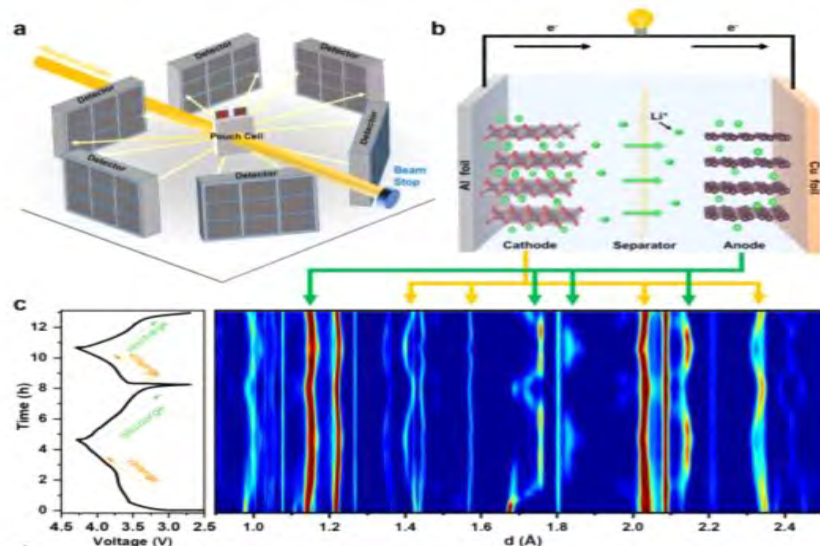 a
Detector
Detector
Detector
Detector
Detector
Detector
Pouch Cell
Beam
Stop
b
e-
e-
Li+
Al foil
Cu foil
Cathode
Separator
Anode
c
Time (h)
12
10
8
6
4
2
0
4.5
4.0
3.5
3.0
2.5
Voltage (V)
discharge
charge
discharge
charge
1.0
1.2
1.4
1.6
1.8
2.0
2.2
2.4
d (Å)